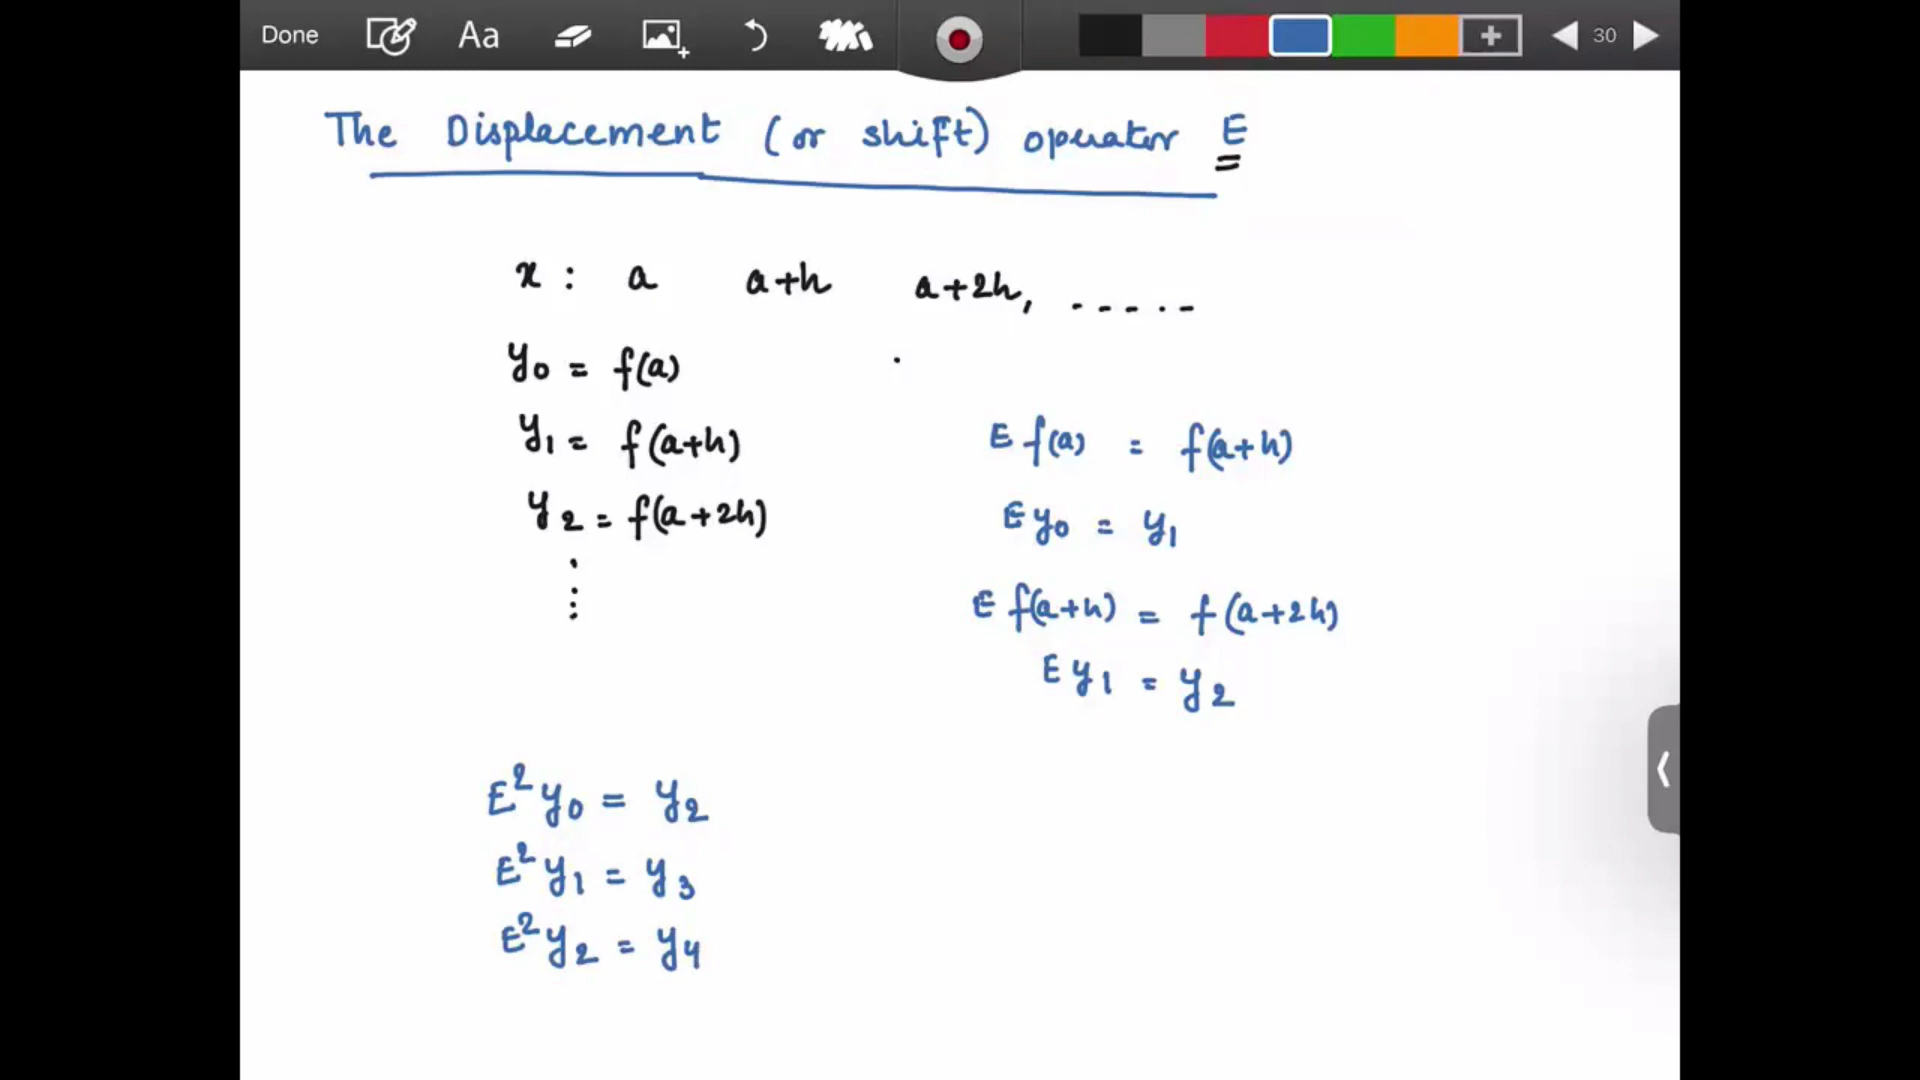 Done Aa 30
The Displacement (or shift) operator E
x : a a+h a+2h, .....
y₀ = f(a)
y₁ = f(a+h)
y₂ = f(a+2h)
⋮
E f(a) = f(a+h)
E y₀ = y₁
E f(a+h) = f(a+2h)
E y₁ = y₂
E² y₀ = y₂
E² y₁ = y₃
E² y₂ = y₄